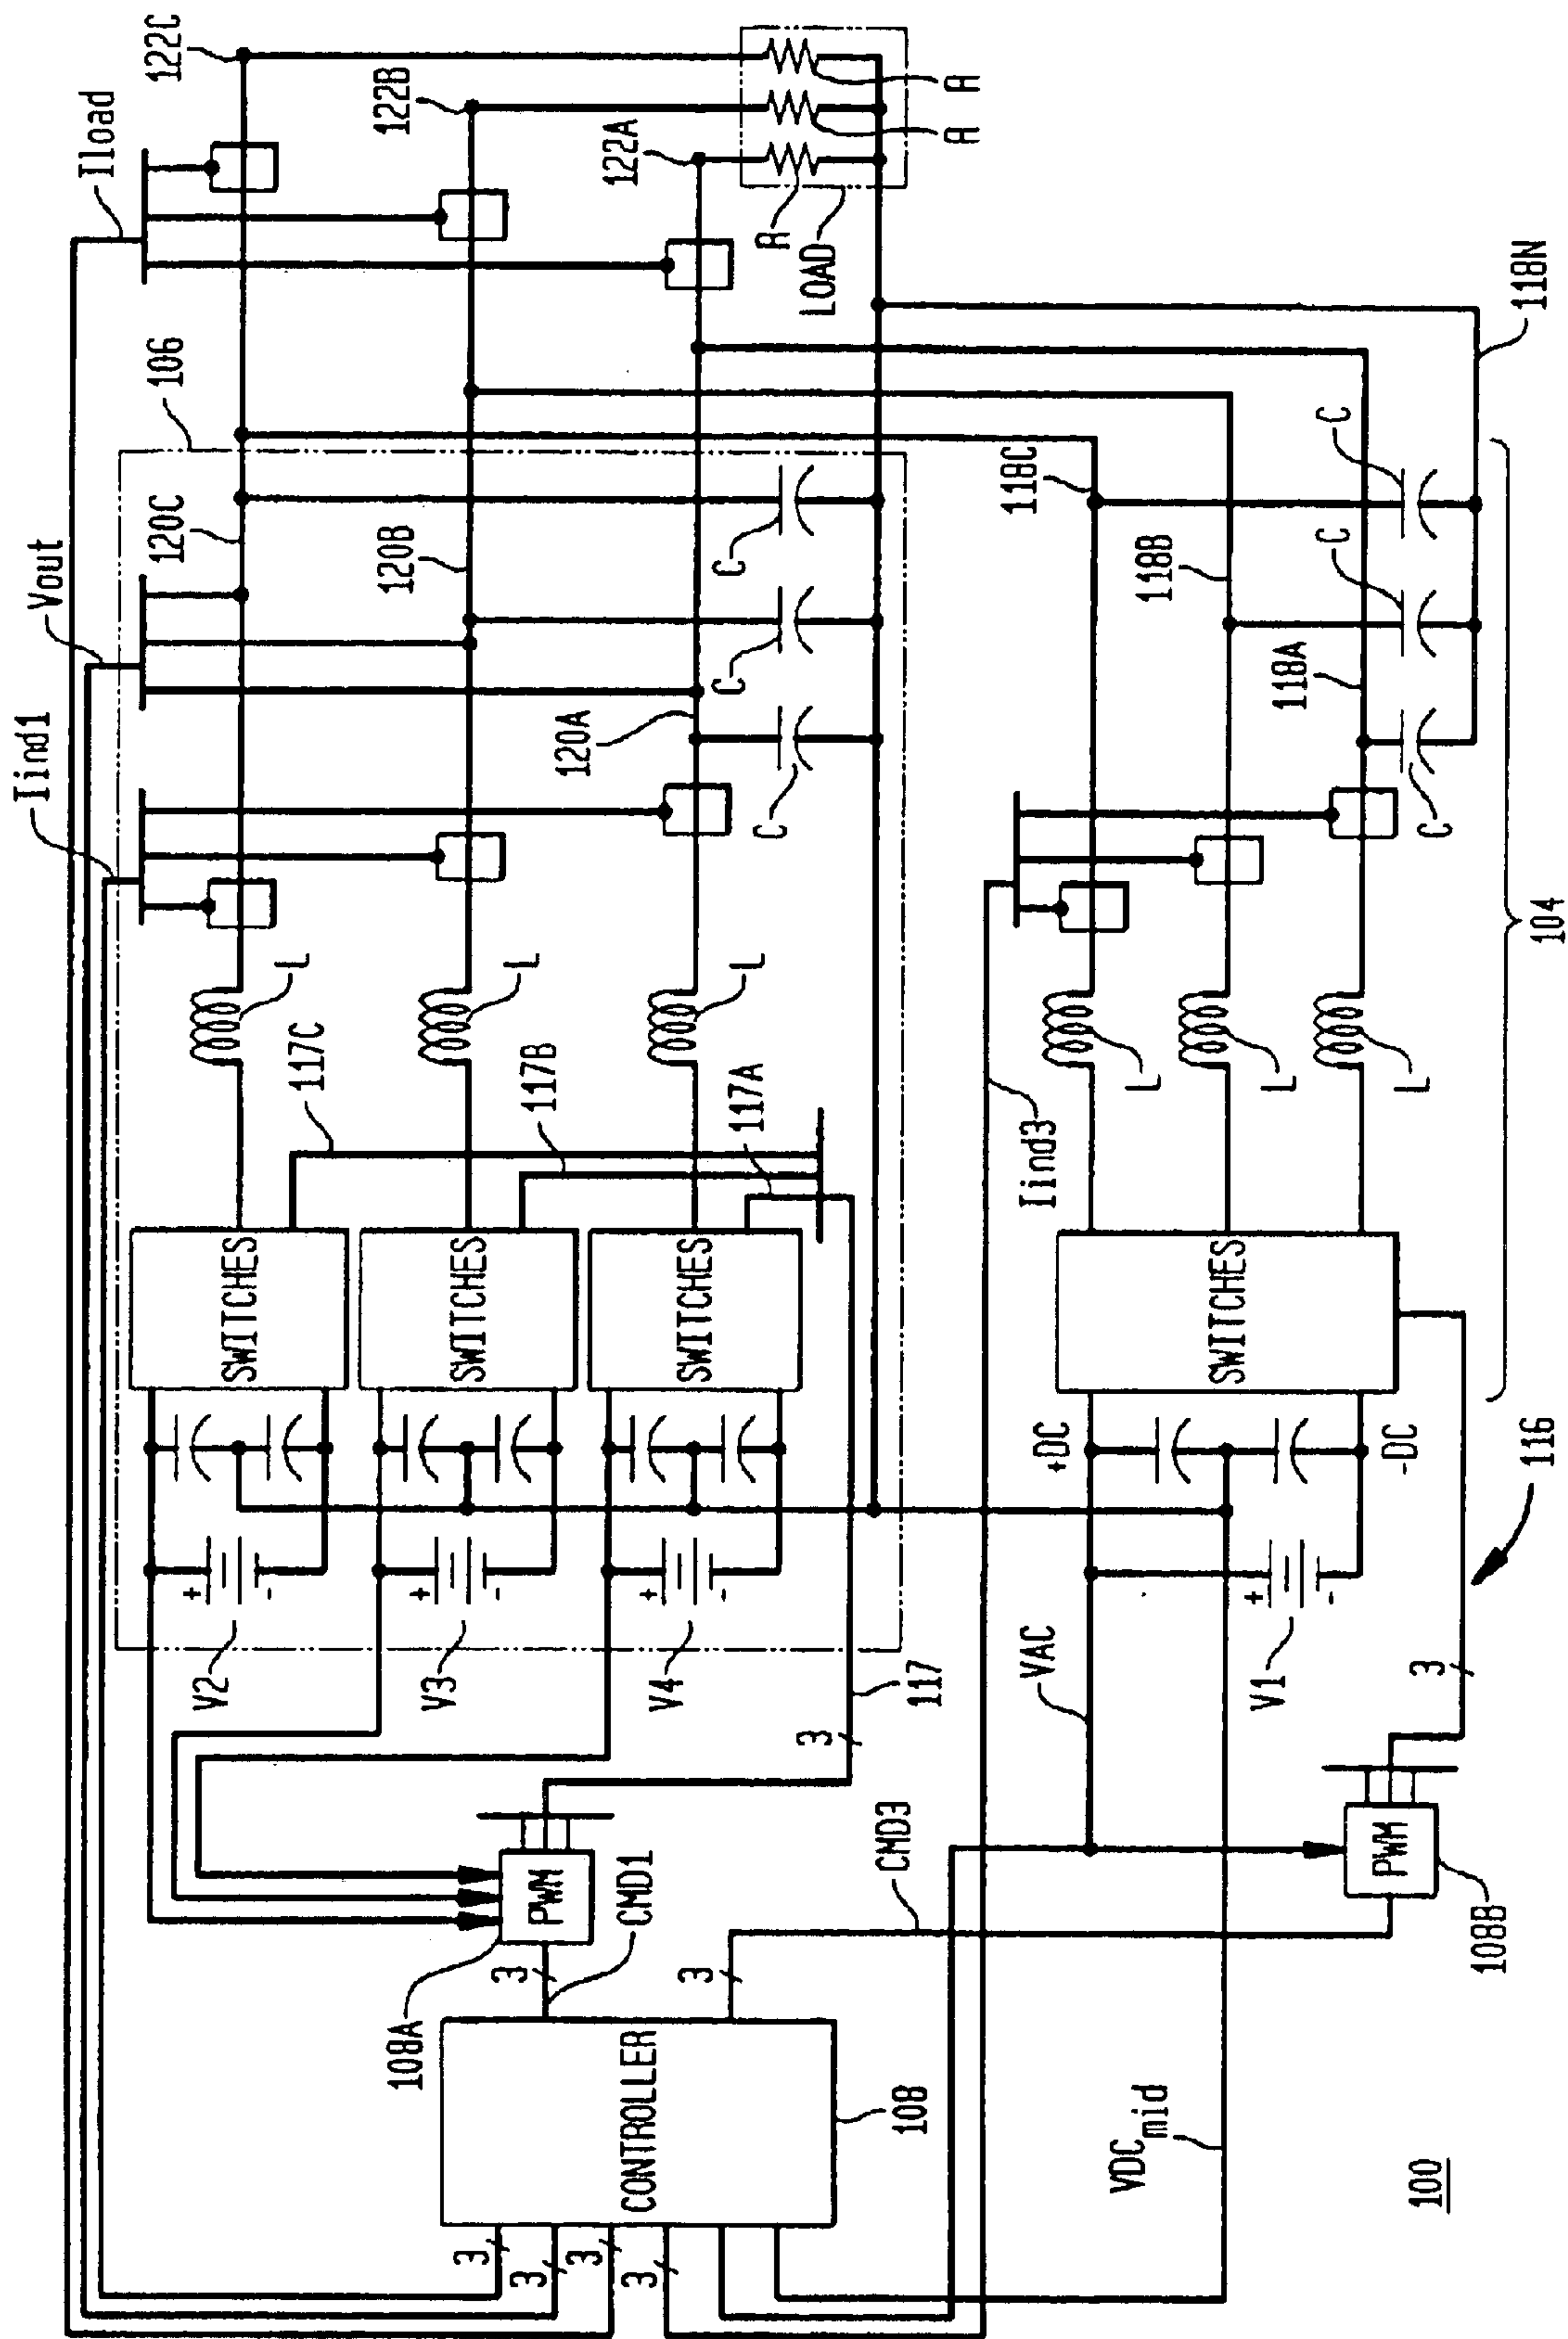 Iind1
Vout
Iload
106
120C
122C
120B
122B
120A
122A
L
L
L
C
C
C
117C
117B
117A
SWITCHES
SWITCHES
SWITCHES
V2
V3
V4
+
-
+
-
+
-
R
R
R
LOAD
117
3
PWM
108A
CMD1
3
CONTROLLER
108
3
3
3
3
3
CMD3
VAC
VDCmid
V1
+
-
+DC
-DC
SWITCHES
Iind3
L
L
L
118C
118B
118A
118N
C
C
C
104
116
3
PWM
108B
100